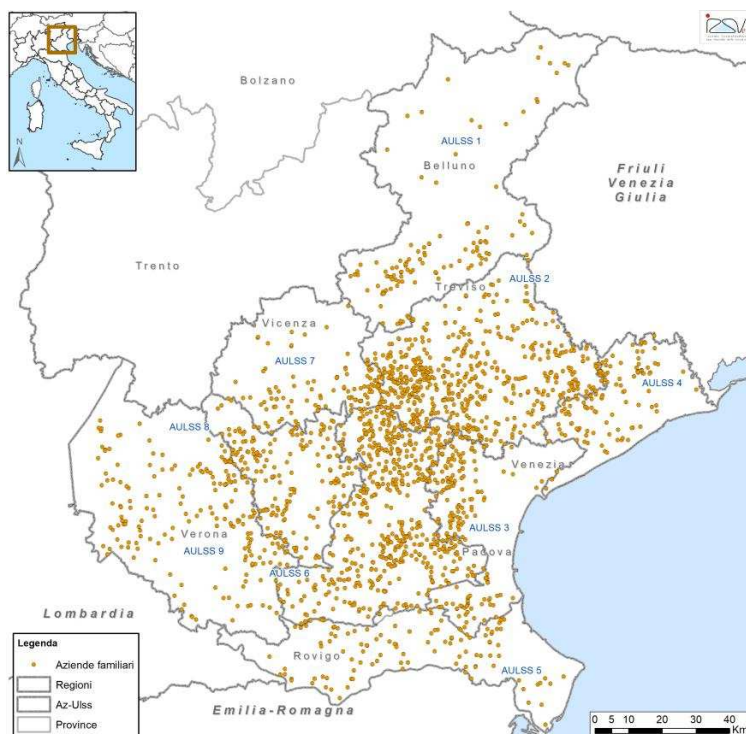 Bolzano
AULSS 1
Belluno
Friuli
Venezia
Giulia
Trento
AULSS 2
Treviso
Vicenza
AULSS 7
AULSS 4
AULSS 8
Venezia
AULSS 3
Verona
Padova
AULSS 9
AULSS 6
Lombardia
Rovigo
AULSS 5
Emilia-Romagna
N
Legenda
Aziende familiari
Regioni
Az-Ulss
Province
0 5 10 20 30 40
Km